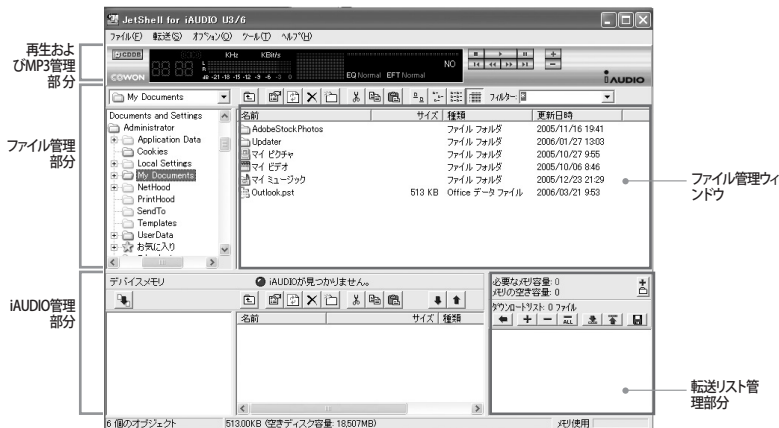 JetShell for iAUDIO U3/6
ファイル(F) 転送(S) オプション(O) ツール(T) ヘルプ(H)
再生およ
びMP3管理
部分
CDDB
KHz KBit/s
L
R
dB -21 -18 -15 -12 -9 -6 -3 0
EQ Normal EFT Normal
NO
COWON
iAUDIO
My Documents
フィルター:
ファイル管理
部分
Documents and Settings
Administrator
Application Data
Cookies
Local Settings
My Documents
NetHood
PrintHood
SendTo
Templates
UserData
お気に入り
名前 サイズ 種類 更新日時
AdobeStockPhotos ファイル フォルダ 2005/11/16 19:41
Updater ファイル フォルダ 2006/01/27 13:03
マイ ピクチャ ファイル フォルダ 2005/10/27 9:55
マイ ビデオ ファイル フォルダ 2005/10/06 8:46
マイ ミュージック ファイル フォルダ 2005/12/23 21:29
Outlook.pst 513 KB Office データ ファイル 2006/03/21 9:53
ファイル管理ウィ
ンドウ
iAUDIO管理
部分
デバイスメモリ
iAUDIOが見つかりません。
名前 サイズ 種類
必要なメモリ容量: 0
メモリの空き容量: 0
ダウンロードリスト: 0 ファイル
ALL
転送リスト管
理部分
6 個のオブジェクト 513.00KB (空きディスク容量: 18,507MB) メモリ使用